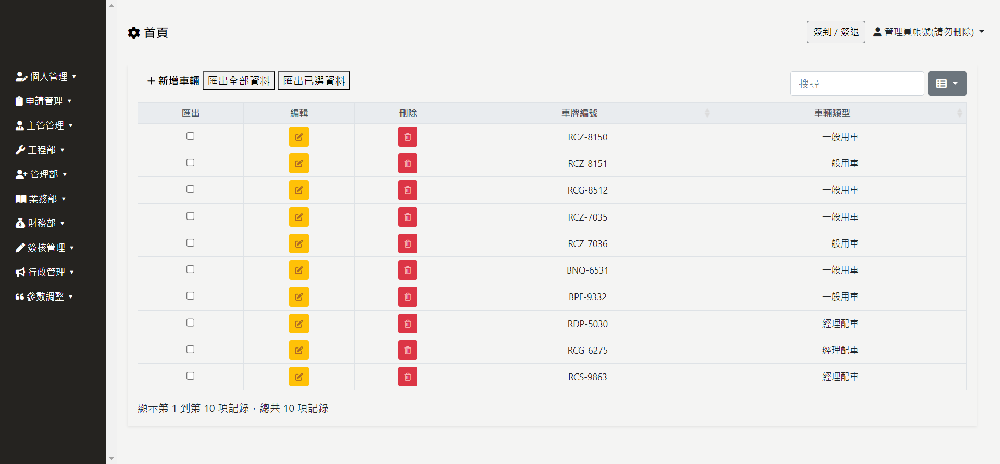 首頁
簽到 / 簽退
管理員帳號(請勿刪除)
個人管理
申請管理
主管管理
工程部
管理部
業務部
財務部
簽核管理
行政管理
參數調整
新增車輛 匯出全部資料 匯出已選資料
搜尋
匯出 編輯 刪除 車牌編號 車輛類型
RCZ-8150 一般用車
RCZ-8151 一般用車
RCG-8512 一般用車
RCZ-7035 一般用車
RCZ-7036 一般用車
BNQ-6531 一般用車
BPF-9332 一般用車
RDP-5030 經理配車
RCG-6275 經理配車
RCS-9863 經理配車
顯示第 1 到第 10 項記錄，總共 10 項記錄